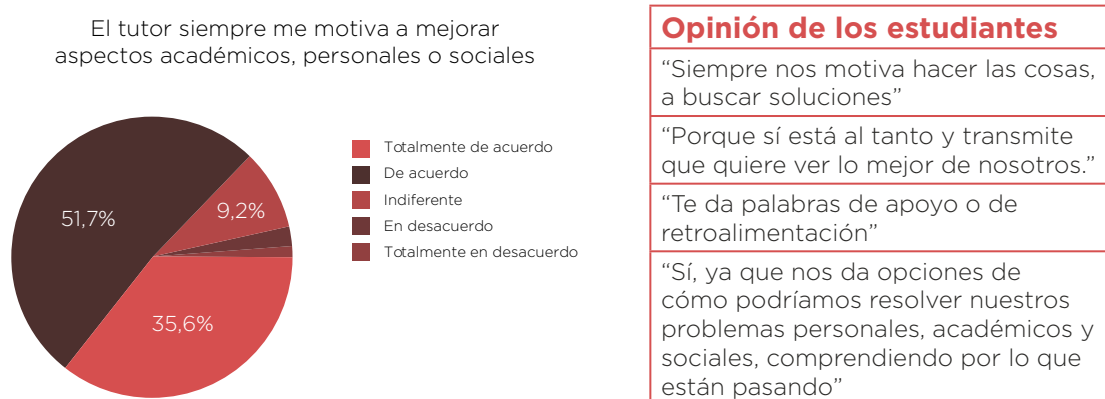 El tutor siempre me motiva a mejorar
aspectos académicos, personales o sociales
Totalmente de acuerdo
De acuerdo
Indiferente
En desacuerdo
Totalmente en desacuerdo
51,7%
9,2%
35,6%
Opinión de los estudiantes
“Siempre nos motiva hacer las cosas,
a buscar soluciones”
“Porque sí está al tanto y transmite
que quiere ver lo mejor de nosotros.”
“Te da palabras de apoyo o de
retroalimentación”
“Sí, ya que nos da opciones de
cómo podríamos resolver nuestros
problemas personales, académicos y
sociales, comprendiendo por lo que
están pasando”